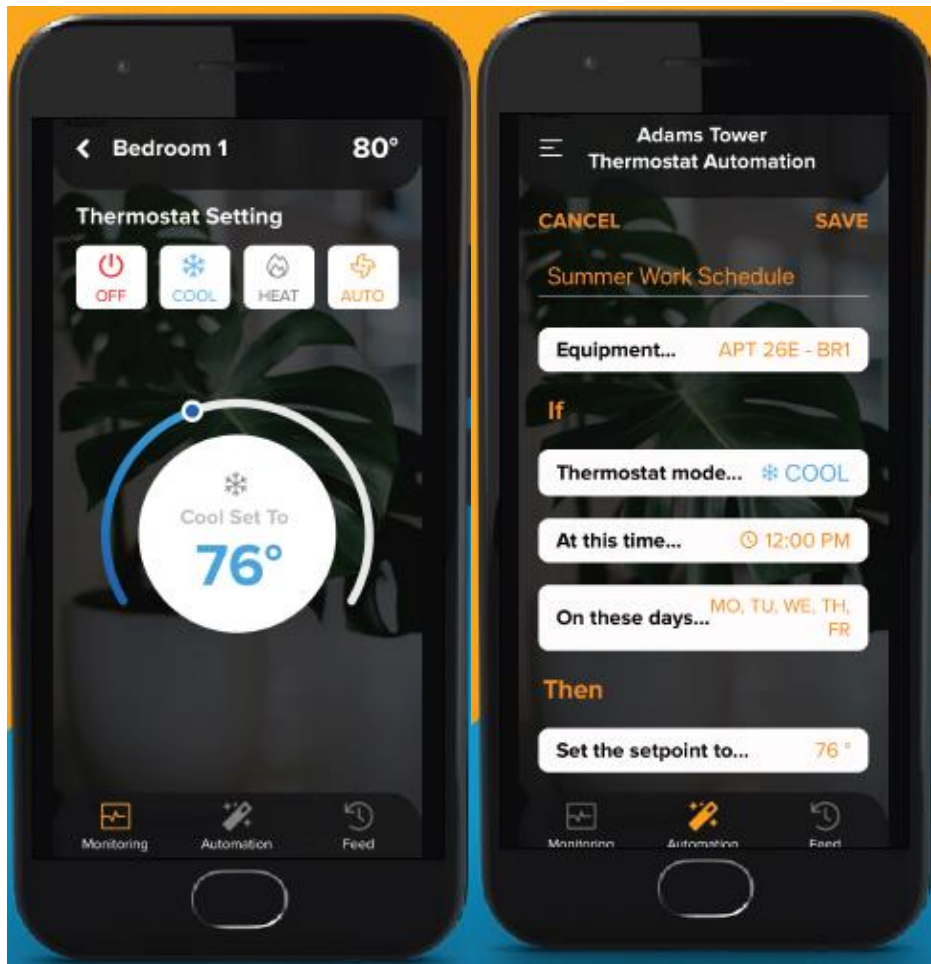 Bedroom 1 80°
Thermostat Setting
OFF COOL HEAT AUTO
Cool Set To
76°
Monitoring Automation Feed
Adams Tower
Thermostat Automation
CANCEL SAVE
Summer Work Schedule
Equipment... APT 26E - BR1
If
Thermostat mode... COOL
At this time... 12:00 PM
On these days... MO, TU, WE, TH,
FR
Then
Set the setpoint to... 76 °
Monitoring Automation Feed